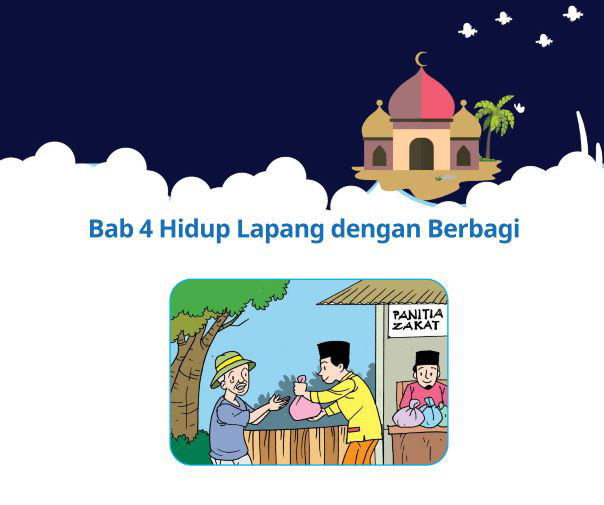 Bab 4 Hidup Lapang dengan Berbagi
PANITIA
ZAKAT